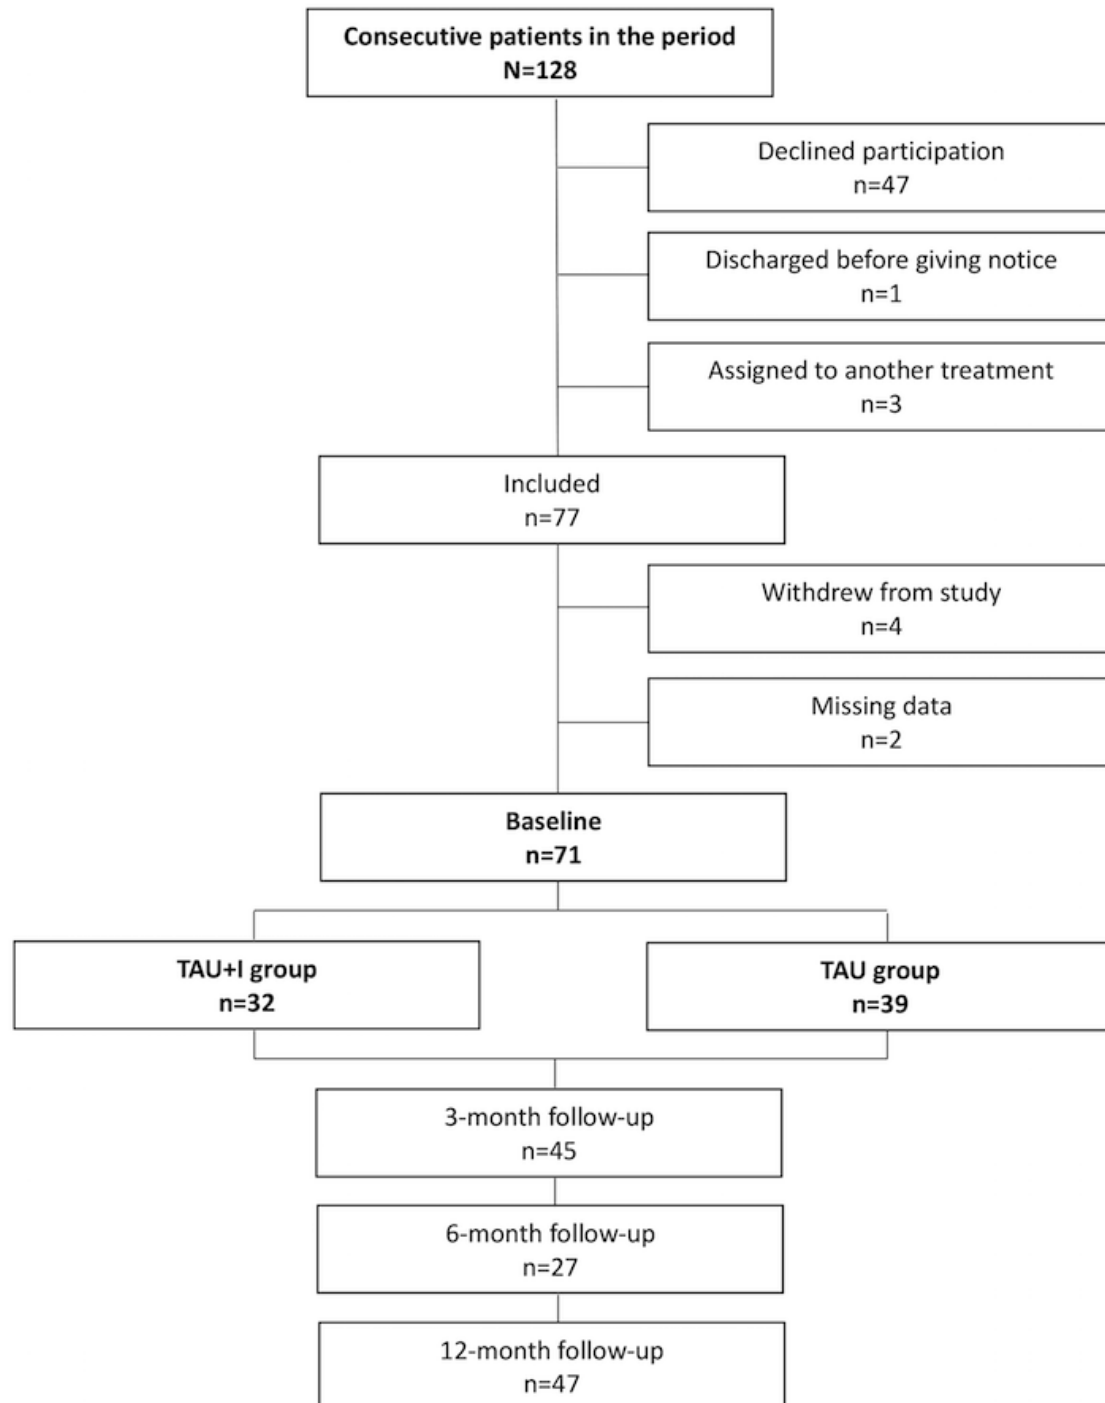 Consecutive patients in the period
N=128
Declined participation
n=47
Discharged before giving notice
n=1
Assigned to another treatment
n=3
Included
n=77
Withdrew from study
n=4
Missing data
n=2
Baseline
n=71
TAU+I group
n=32
TAU group
n=39
3-month follow-up
n=45
6-month follow-up
n=27
12-month follow-up
n=47